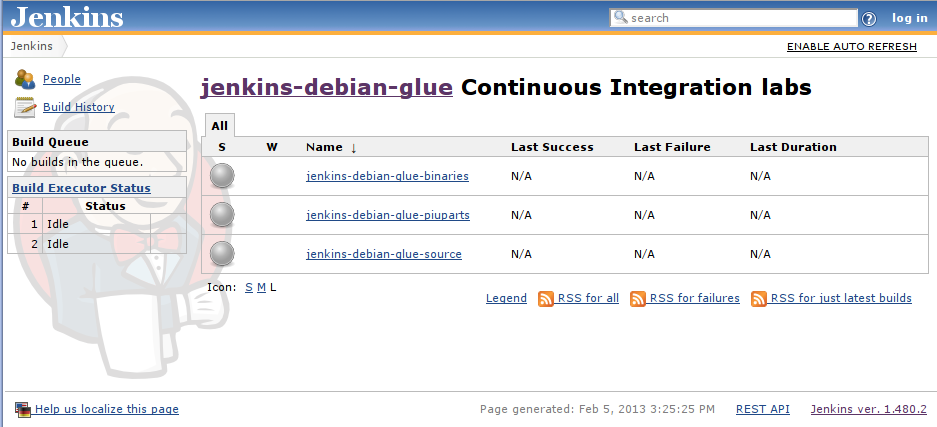 Jenkins search log in
Jenkins ENABLE AUTO REFRESH
People
Build History
Build Queue
No builds in the queue.
Build Executor Status
# Status
1 Idle
2 Idle
jenkins-debian-glue Continuous Integration labs
All
S W Name ↓ Last Success Last Failure Last Duration
jenkins-debian-glue-binaries N/A N/A N/A
jenkins-debian-glue-piuparts N/A N/A N/A
jenkins-debian-glue-source N/A N/A N/A
Icon: S M L
Legend RSS for all RSS for failures RSS for just latest builds
Help us localize this page Page generated: Feb 5, 2013 3:25:25 PM REST API Jenkins ver. 1.480.2